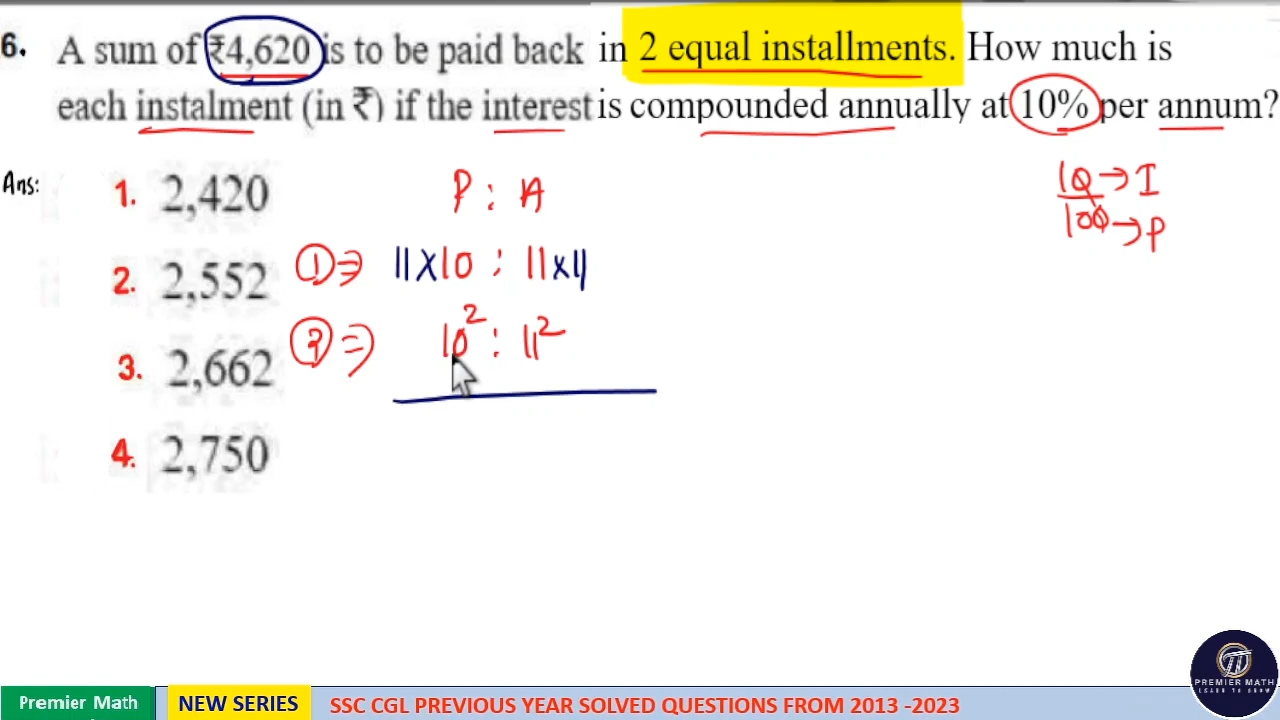 6. A sum of ₹4,620 is to be paid back in 2 equal installments. How much is
each instalment (in ₹) if the interest is compounded annually at 10% per annum?
Ans:
1. 2,420
2. 2,552
3. 2,662
4. 2,750
P : A
① ⇒ 11×10 : 11×11
② ⇒ 10² : 11²
10 → I
100 → P
PREMIER MATH
LEARN TO GROW
Premier Math
NEW SERIES
SSC CGL PREVIOUS YEAR SOLVED QUESTIONS FROM 2013 -2023